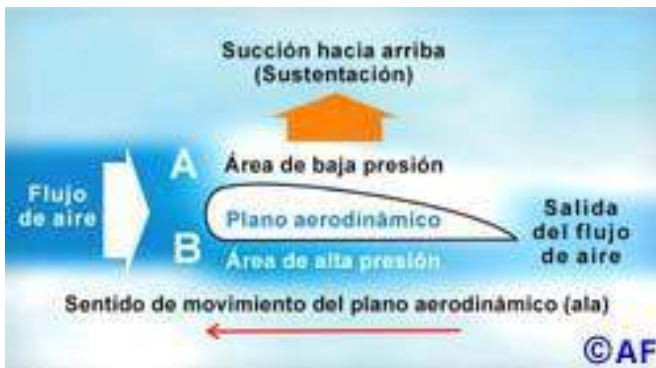 Succión hacia arriba
(Sustentación)
A
Área de baja presión
Flujo
de aire
Plano aerodinámico
Salida
del flujo
de aire
B
Área de alta presión
Sentido de movimiento del plano aerodinámico (ala)
©AF